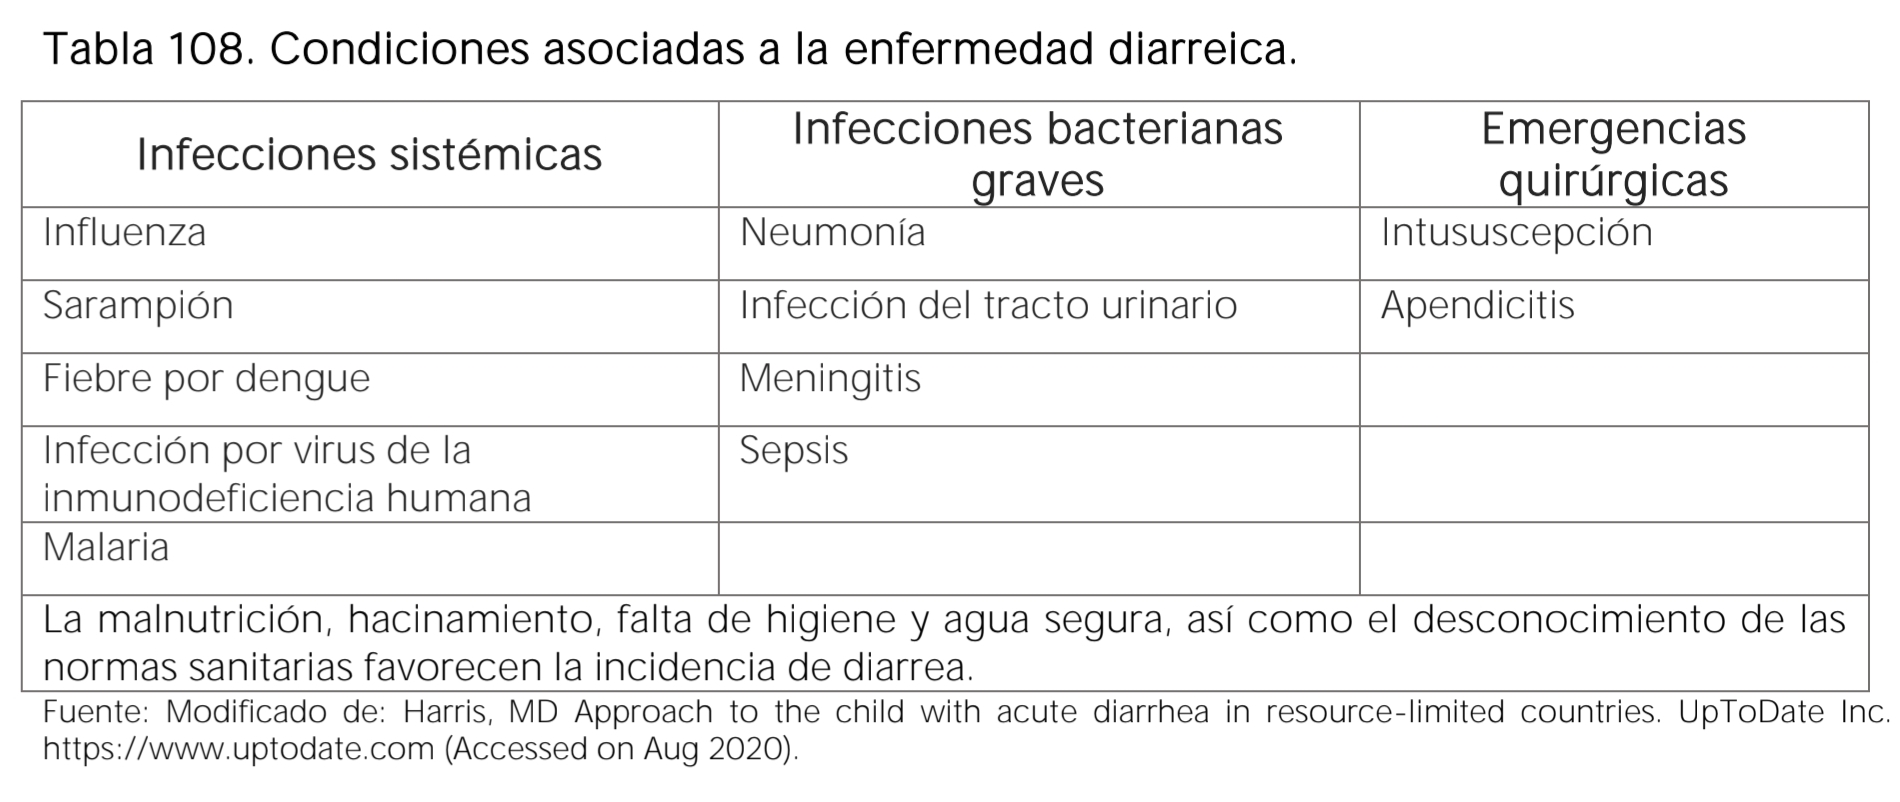 Tabla 108. Condiciones asociadas a la enfermedad diarreica.
Infecciones sistémicas
Infecciones bacterianas
graves
Emergencias
quirúrgicas
Influenza
Neumonía
Intususcepción
Sarampión
Infección del tracto urinario
Apendicitis
Fiebre por dengue
Meningitis
Infección por virus de la
inmunodeficiencia humana
Sepsis
Malaria
La malnutrición, hacinamiento, falta de higiene y agua segura, así como el desconocimiento de las
normas sanitarias favorecen la incidencia de diarrea.
Fuente: Modificado de: Harris, MD Approach to the child with acute diarrhea in resource-limited countries. UpToDate Inc.
https://www.uptodate.com (Accessed on Aug 2020).